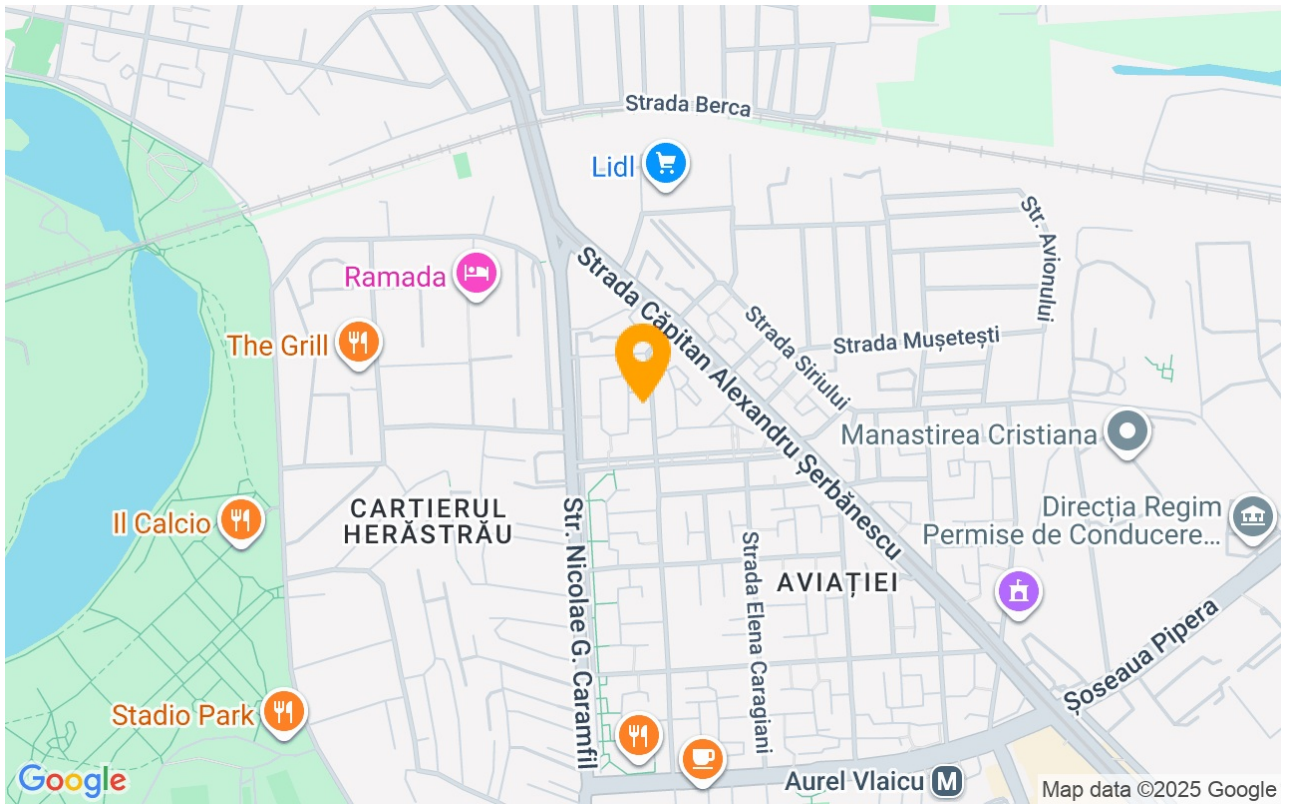 Strada Berca
Lidl
Str. Avionului
Ramada
Strada Căpitan Alexandru Șerbănescu
The Grill
Strada Siriului
Strada Mușetești
Manastirea Cristiana
CARTIERUL
HERĂSTRĂU
Il Calcio
Direcția Regim
Permise de Conducere...
Str. Nicolae G. Caramfil
Strada Elena Caragiani
AVIAȚIEI
Șoseaua Pipera
Stadio Park
Aurel Vlaicu M
Google
Map data ©2025 Google